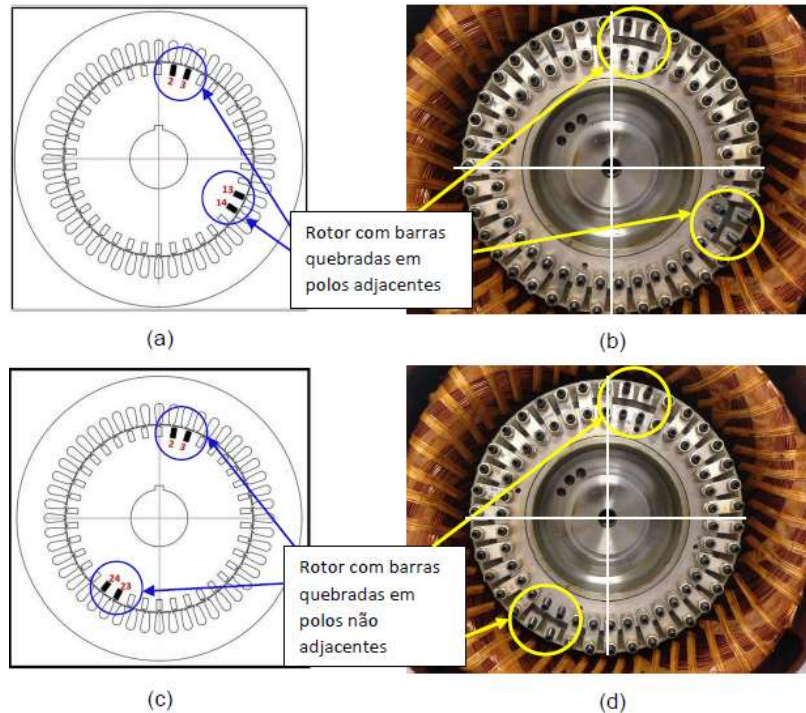 2
3
13
14
Rotor com barras
quebradas em
polos adjacentes
(a)
(b)
2
3
24
23
Rotor com barras
quebradas em
polos não
adjacentes
(c)
(d)